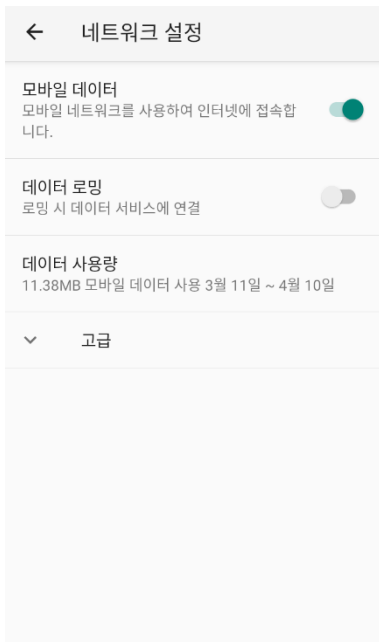 네트워크 설정
모바일 데이터
모바일 네트워크를 사용하여 인터넷에 접속합
니다.
데이터 로밍
로밍 시 데이터 서비스에 연결
데이터 사용량
11.38MB 모바일 데이터 사용 3월 11일 ~ 4월 10일
고급